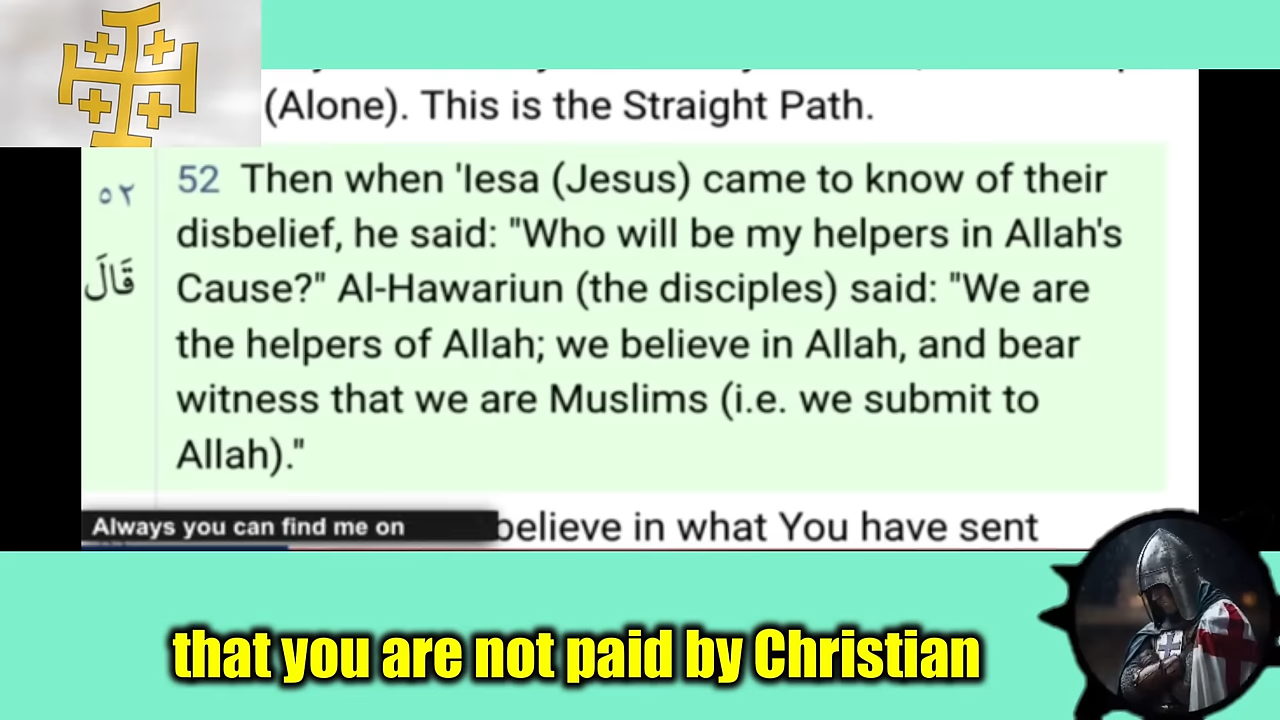 (Alone). This is the Straight Path.
٥٢
52 Then when 'Iesa (Jesus) came to know of their
disbelief, he said: "Who will be my helpers in Allah's
قَالَ
Cause?" Al-Hawariun (the disciples) said: "We are
the helpers of Allah; we believe in Allah, and bear
witness that we are Muslims (i.e. we submit to
Allah)."
Always you can find me on
believe in what You have sent
that you are not paid by Christian